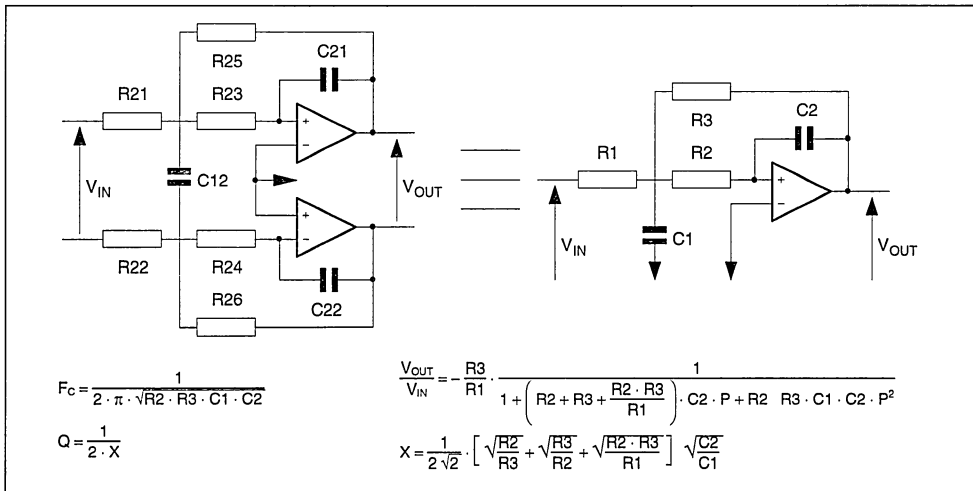 R25
C21
R21
R23
+
−
V_IN
C12
V_OUT
+
−
R22
R24
C22
R26
R3
C2
R1
R2
+
−
V_IN
C1
V_OUT
F_C = 1 / (2 · π · √(R2 · R3 · C1 · C2))
V_OUT / V_IN = − R3 / R1 · 1 / (1 + (R2 + R3 + (R2 · R3) / R1) · C2 · P + R2 R3 · C1 · C2 · P²)
Q = 1 / (2 · X)
X = 1 / (2 √2) · [√(R2 / R3) + √(R3 / R2) + √(R2 · R3) / R1] √(C2 / C1)